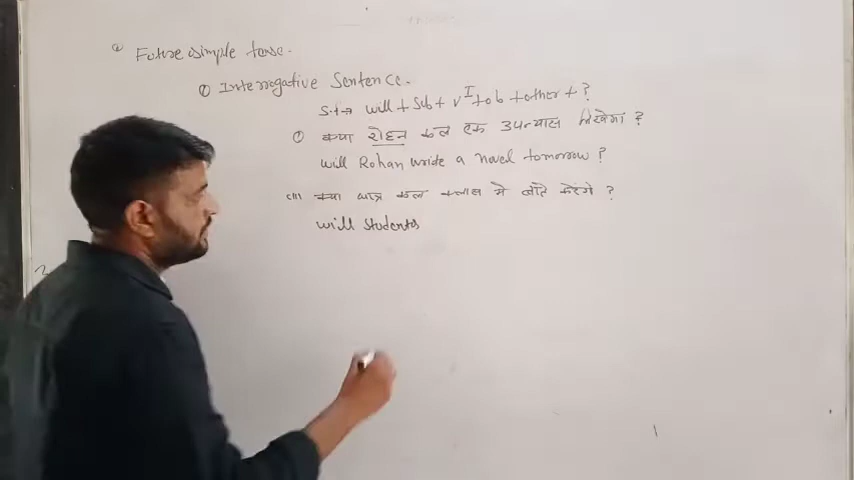 Future simple tense.
① Interrogative Sentence.
S.t → will + Sub + v I + ob + other + ?
① क्या रोहन कल एक उपन्यास लिखेगा ?
will Rohan write a novel tomorrow ?
(ii) क्या छात्र कल क्लास मे बाते करेंगे ?
will students